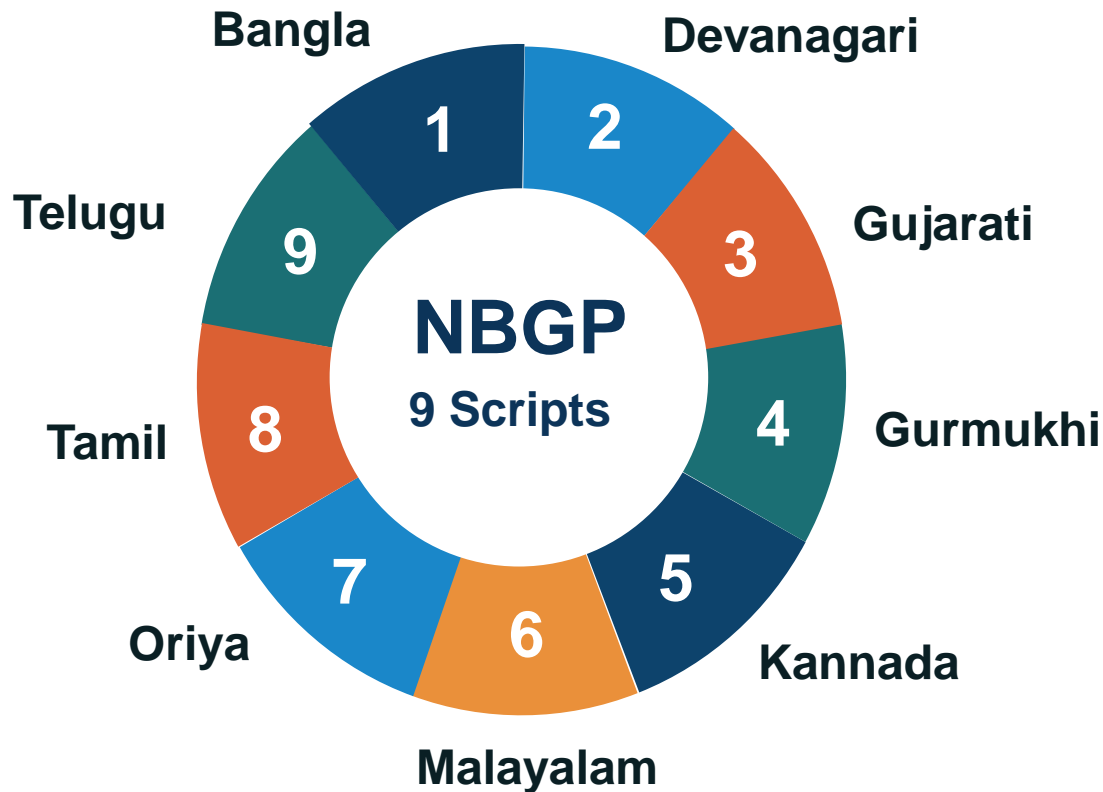 Bangla
1
Devanagari
2
Gujarati
3
Gurmukhi
4
Kannada
5
Malayalam
6
Oriya
7
Tamil
8
Telugu
9
NBGP
9 Scripts